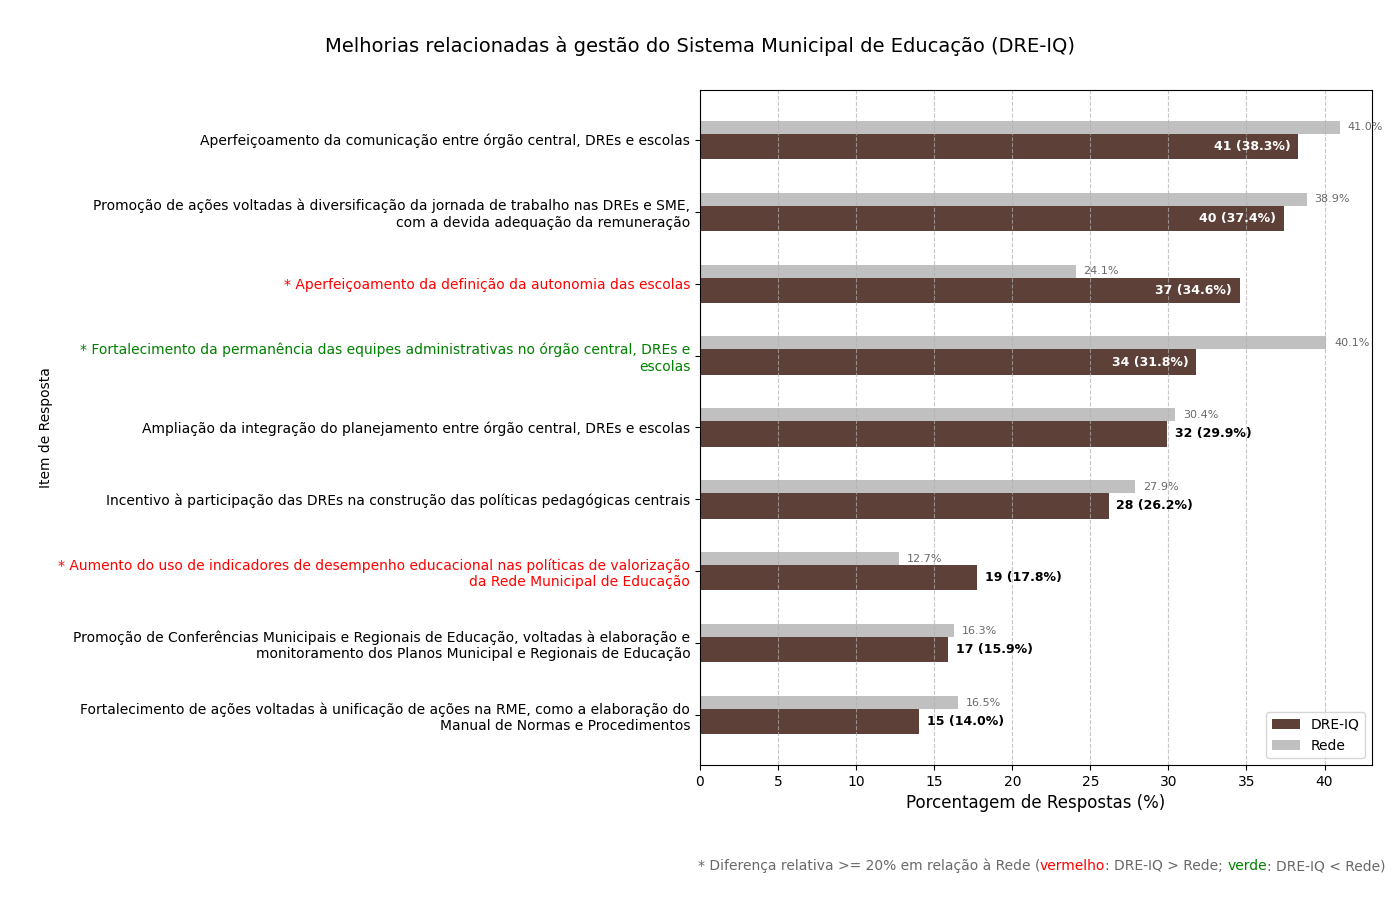 Melhorias relacionadas à gestão do Sistema Municipal de Educação (DRE-IQ)
Item de Resposta
Aperfeiçoamento da comunicação entre órgão central, DREs e escolas
41.0%
41 (38.3%)
Promoção de ações voltadas à diversificação da jornada de trabalho nas DREs e SME,
com a devida adequação da remuneração
38.9%
40 (37.4%)
* Aperfeiçoamento da definição da autonomia das escolas
24.1%
37 (34.6%)
* Fortalecimento da permanência das equipes administrativas no órgão central, DREs e
escolas
40.1%
34 (31.8%)
Ampliação da integração do planejamento entre órgão central, DREs e escolas
30.4%
32 (29.9%)
Incentivo à participação das DREs na construção das políticas pedagógicas centrais
27.9%
28 (26.2%)
* Aumento do uso de indicadores de desempenho educacional nas políticas de valorização
da Rede Municipal de Educação
12.7%
19 (17.8%)
Promoção de Conferências Municipais e Regionais de Educação, voltadas à elaboração e
monitoramento dos Planos Municipal e Regionais de Educação
16.3%
17 (15.9%)
Fortalecimento de ações voltadas à unificação de ações na RME, como a elaboração do
Manual de Normas e Procedimentos
16.5%
15 (14.0%)
DRE-IQ
Rede
0 5 10 15 20 25 30 35 40
Porcentagem de Respostas (%)
* Diferença relativa >= 20% em relação à Rede (vermelho: DRE-IQ > Rede; verde: DRE-IQ < Rede)